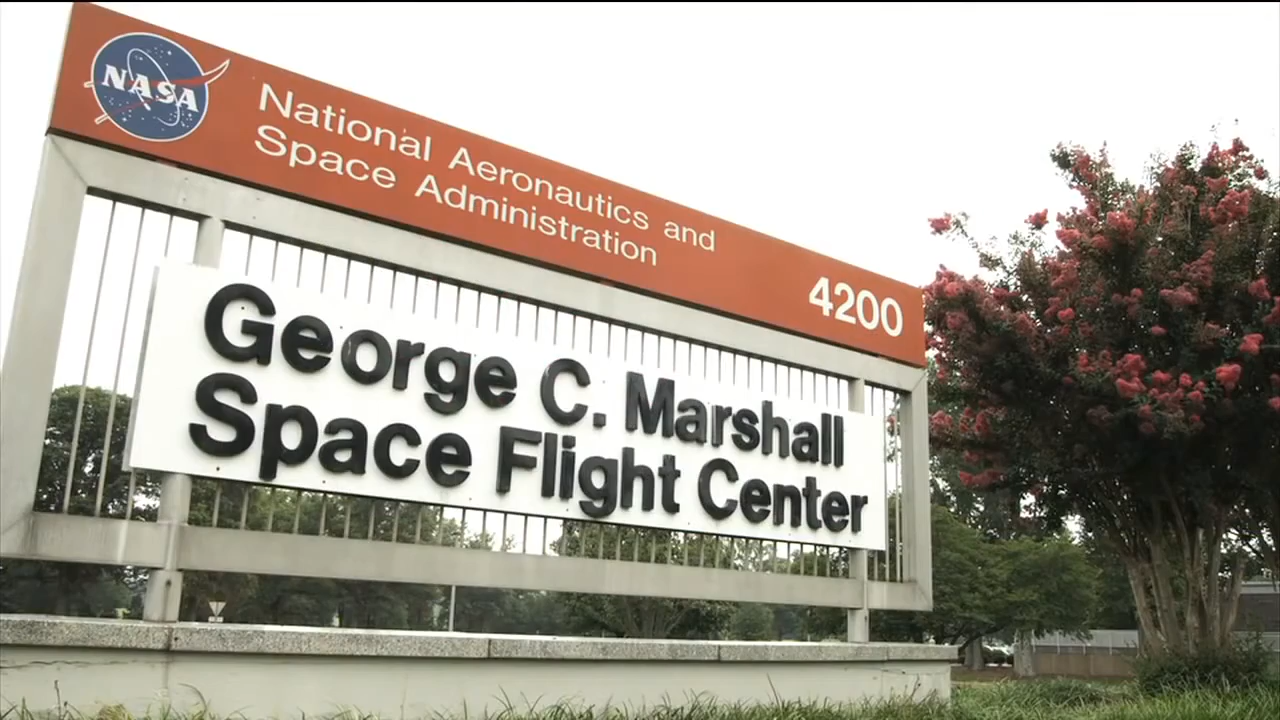 NASA
National Aeronautics and
Space Administration
4200
George C. Marshall
Space Flight Center